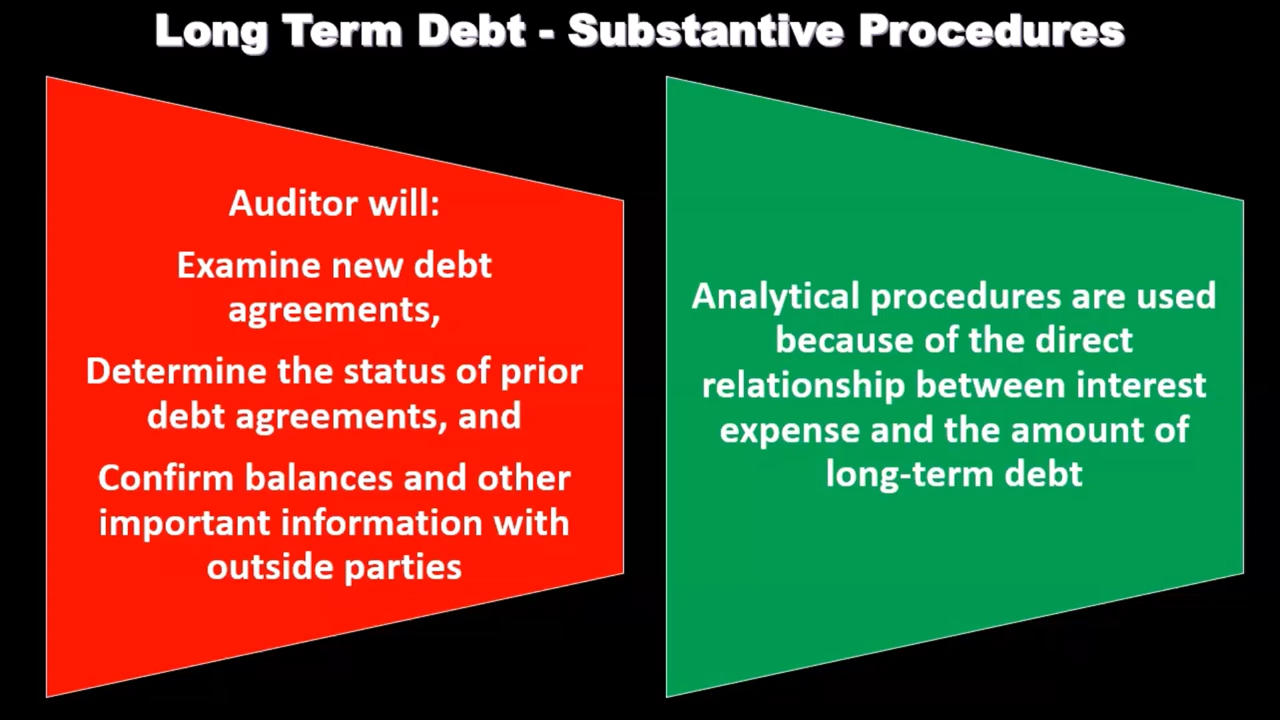 Long Term Debt - Substantive Procedures
Auditor will:
Examine new debt
agreements,
Determine the status of prior
debt agreements, and
Confirm balances and other
important information with
outside parties
Analytical procedures are used
because of the direct
relationship between interest
expense and the amount of
long-term debt